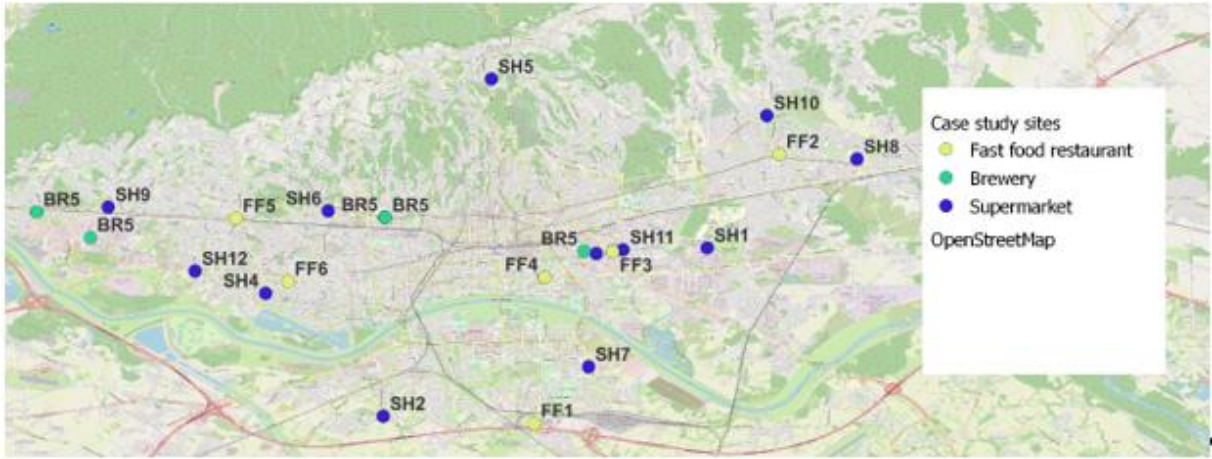 SH5
SH10
FF2
SH8
BR5
SH9
BR5
FF5
SH6
BR5
BR5
BR5
SH11
FF3
SH1
SH12
SH4
FF6
FF4
SH7
SH2
FF1
Case study sites
Fast food restaurant
Brewery
Supermarket
OpenStreetMap